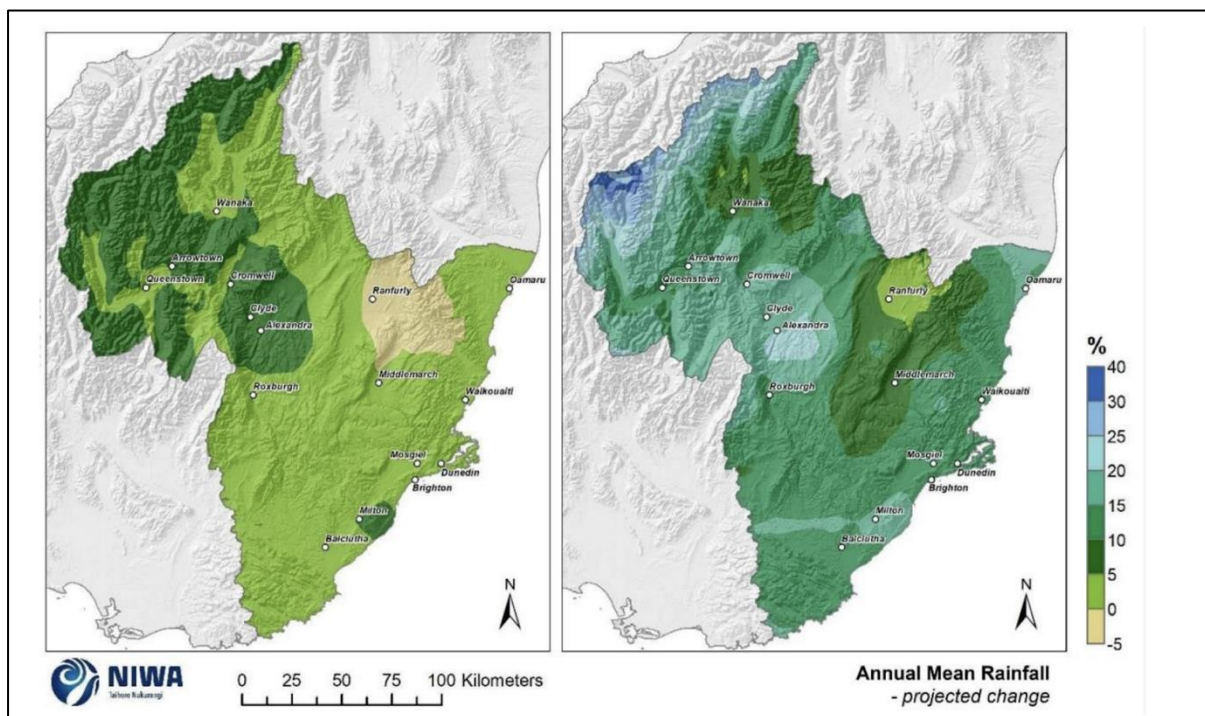 Wanaka
Arrowtown
Queenstown
Cromwell
Clyde
Alexandra
Ranfurly
Oamaru
Roxburgh
Middlemarch
Waikouaiti
Mosgiel
Dunedin
Brighton
Milton
Balclutha
N
Wanaka
Arrowtown
Queenstown
Cromwell
Clyde
Alexandra
Ranfurly
Oamaru
Roxburgh
Middlemarch
Waikouaiti
Mosgiel
Dunedin
Brighton
Milton
Balclutha
N
%
40
30
25
20
15
10
5
0
-5
NIWA
Taihoro Nukurangi
0 25 50 75 100 Kilometers
Annual Mean Rainfall
- projected change